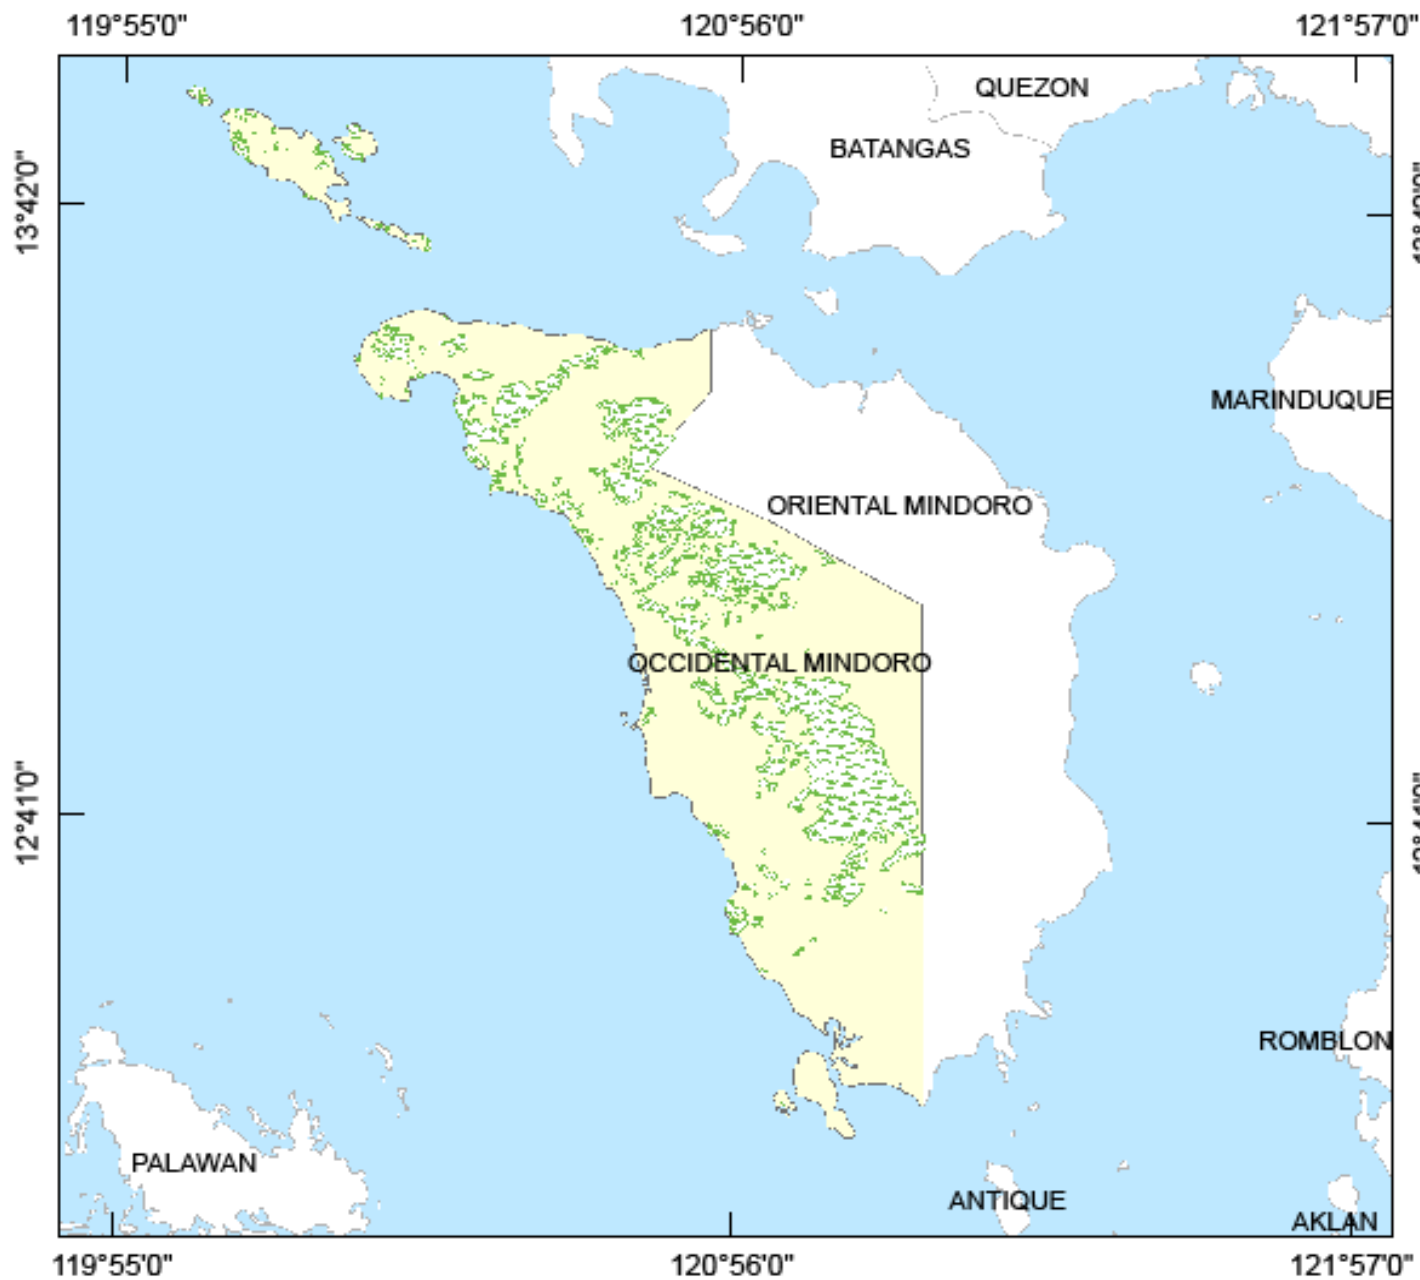 119°55'0" 120°56'0" 121°57'0"
QUEZON
BATANGAS
13°42'0"
MARINDUQUE
ORIENTAL MINDORO
OCCIDENTAL MINDORO
12°41'0"
ROMBLON
PALAWAN
ANTIQUE
AKLAN
119°55'0" 120°56'0" 121°57'0"